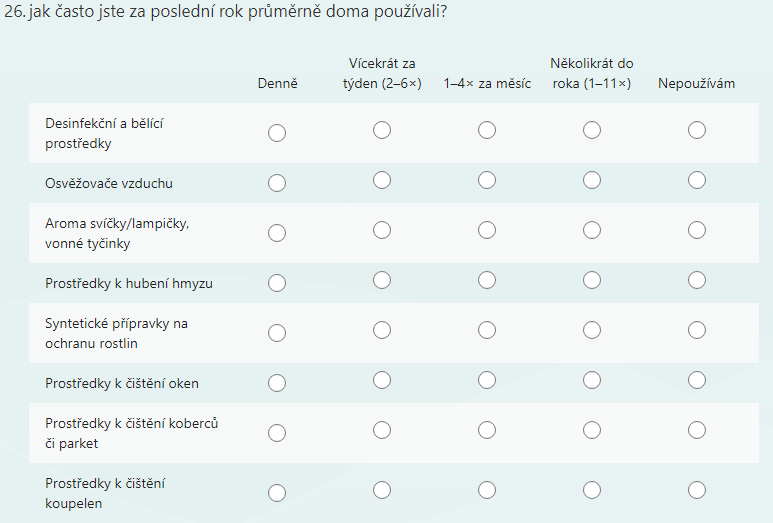 26. jak často jste za poslední rok průměrně doma používali?
Denně
Vícekrát za
týden (2–6×)
1–4× za měsíc
Několikrát do
roka (1–11×)
Nepoužívám
Desinfekční a bělící
prostředky
Osvěžovače vzduchu
Aroma svíčky/lampičky,
vonné tyčinky
Prostředky k hubení hmyzu
Syntetické přípravky na
ochranu rostlin
Prostředky k čištění oken
Prostředky k čištění koberců
či parket
Prostředky k čištění
koupelen